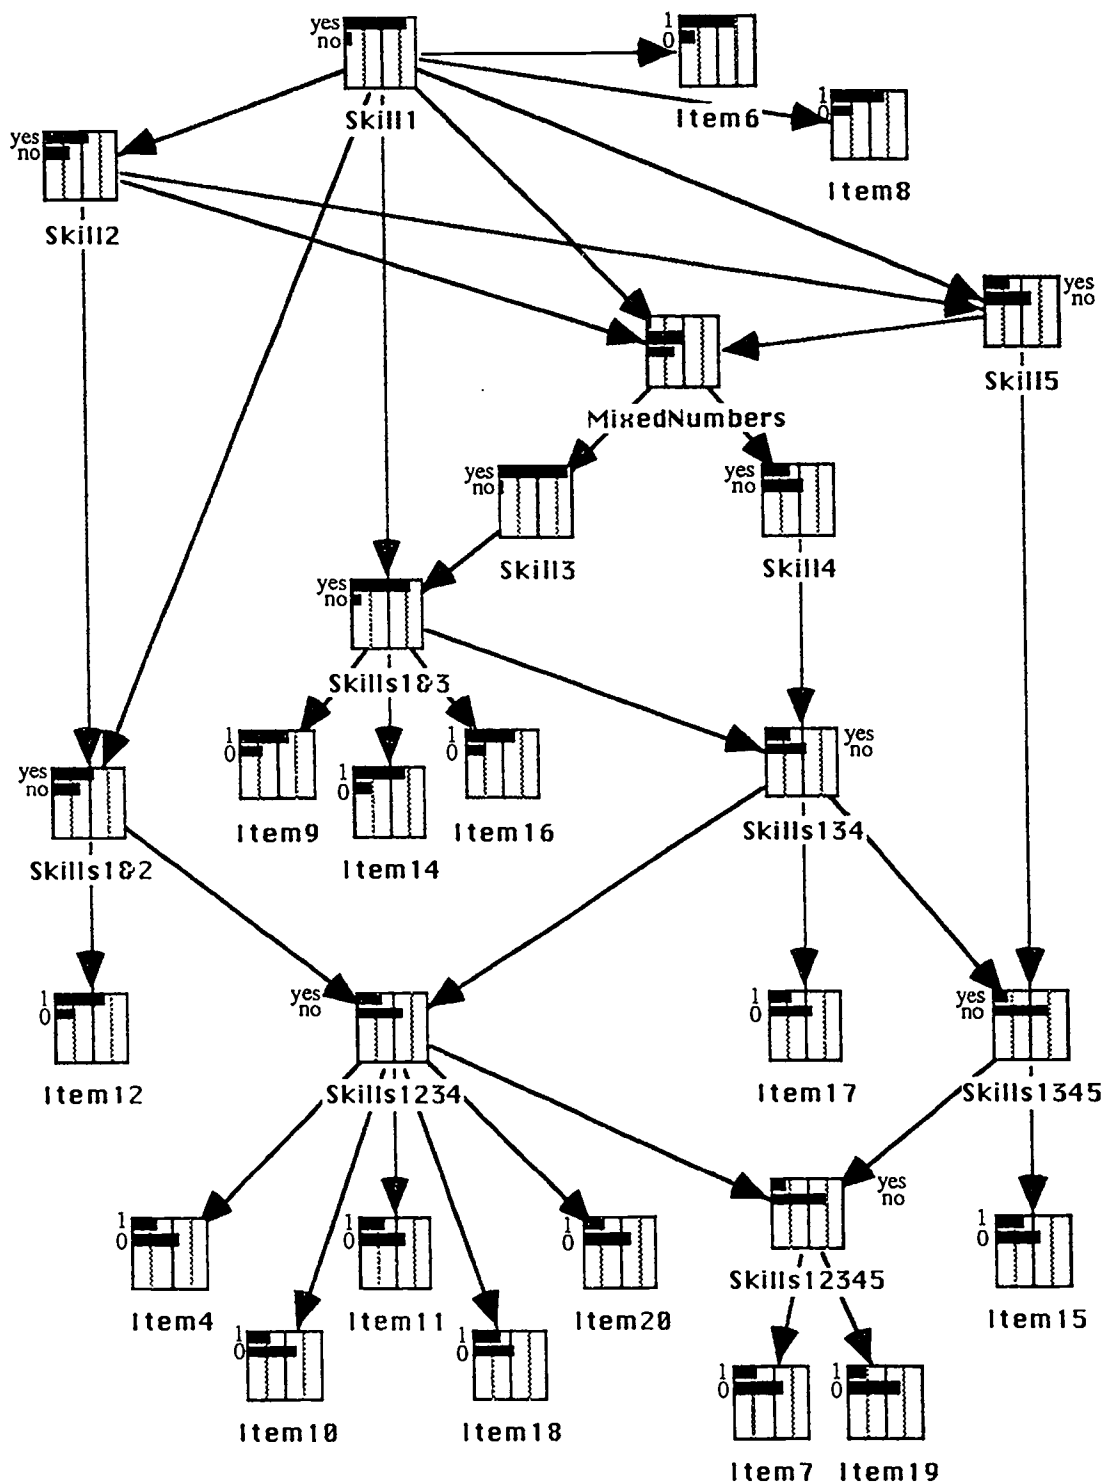 yes
no
Skill1
1
0
Item6
1
0
Item8
yes
no
Skill2
yes
no
Skill5
MixedNumbers
yes
no
Skill3
yes
no
Skill4
yes
no
Skills1&3
1
0
Item9
1
0
Item14
1
0
Item16
yes
no
Skills134
yes
no
Skills1&2
1
0
Item12
yes
no
Skills1234
1
0
Item17
yes
no
Skills1345
1
0
Item4
1
0
Item11
1
0
Item20
yes
no
Skills12345
1
0
Item15
1
0
Item10
1
0
Item18
1
0
Item7
1
0
Item19